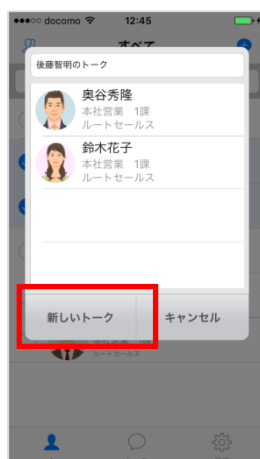 docomo 12:45
すべて
後藤智明のトーク
奥谷秀隆
本社営業 1課
ルートセールス
鈴木花子
本社営業 1課
ルートセールス
新しいトーク
キャンセル
ルートセールス